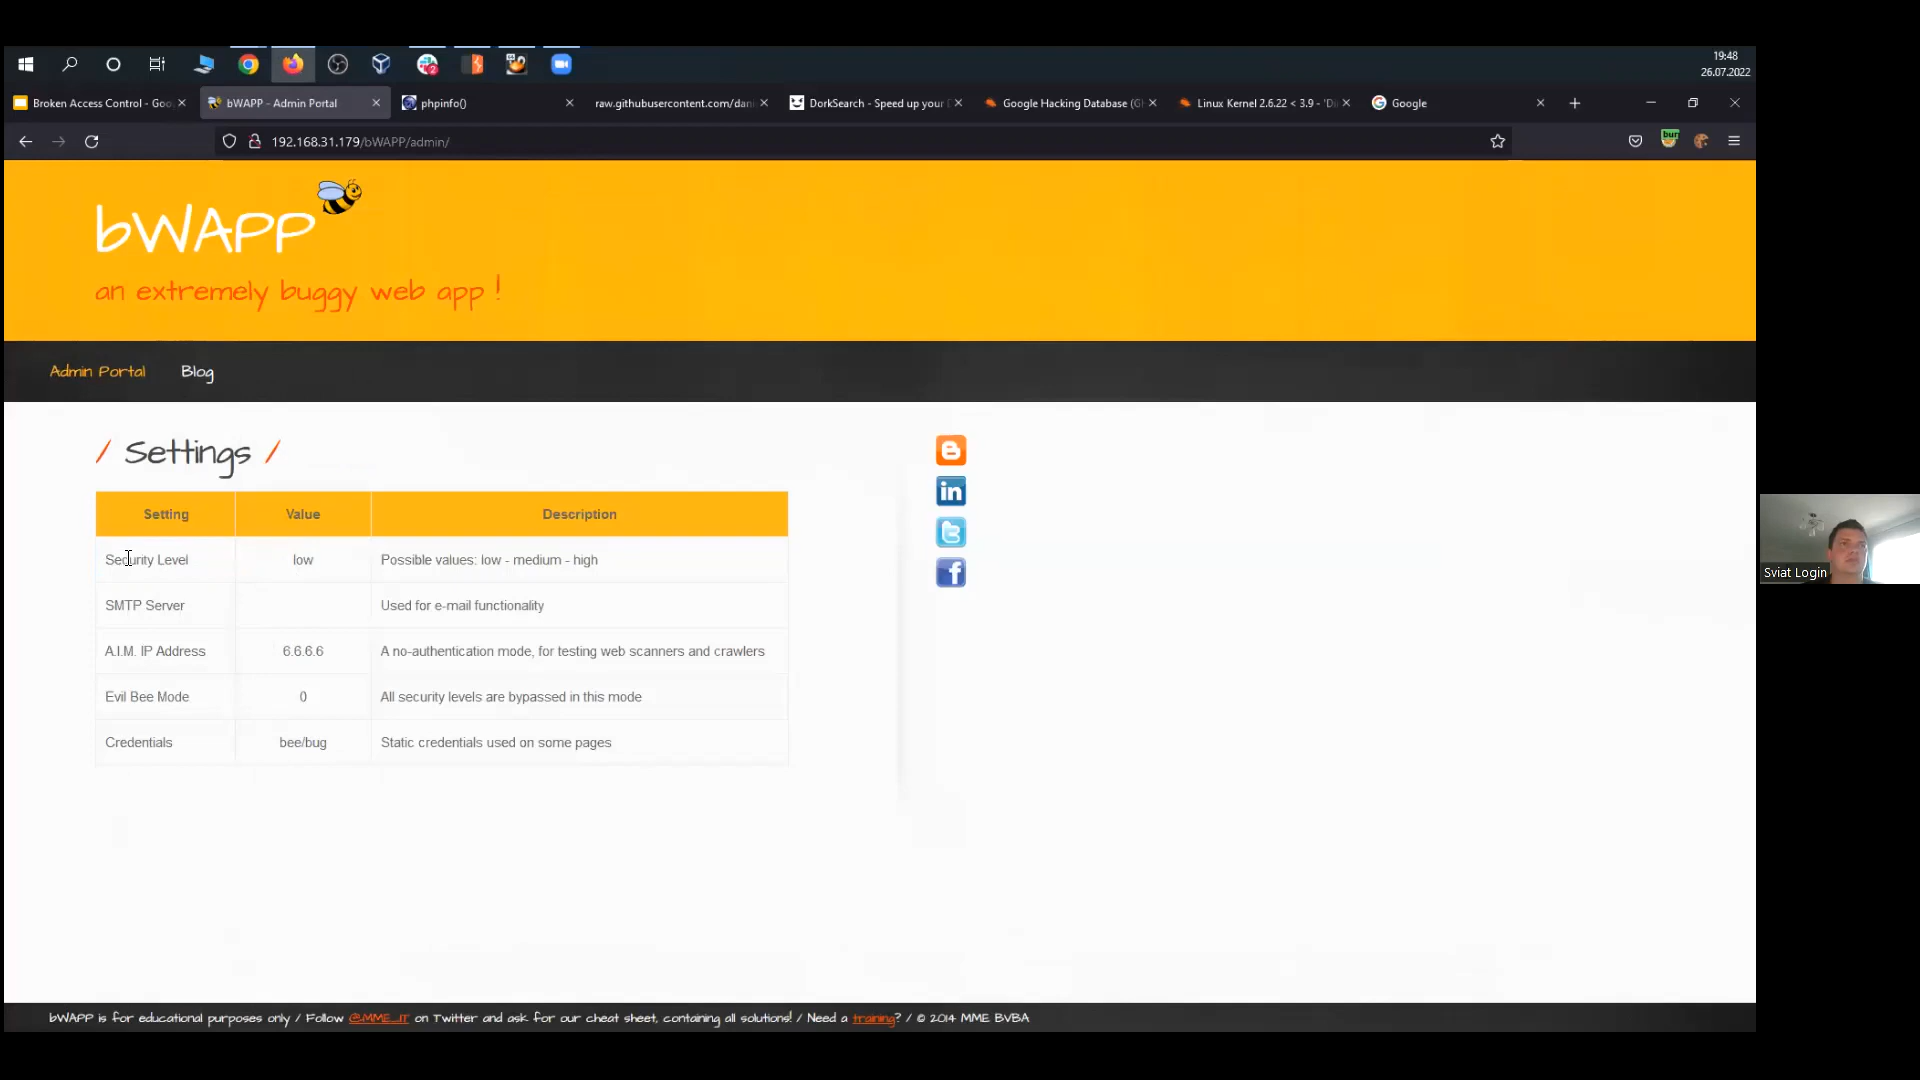 19:48
26.07.2022
Broken Access Control - Goo
bWAPP - Admin Portal
phpinfo()
raw.githubusercontent.com/dani
DorkSearch - Speed up your D
Google Hacking Database (GH
Linux Kernel 2.6.22 < 3.9 - 'Di
Google
192.168.31.179/bWAPP/admin/
bWAPP
an extremely buggy web app !
Admin Portal Blog
/ Settings /
Setting Value Description
Security Level low Possible values: low - medium - high
SMTP Server Used for e-mail functionality
A.I.M. IP Address 6.6.6.6 A no-authentication mode, for testing web scanners and crawlers
Evil Bee Mode 0 All security levels are bypassed in this mode
Credentials bee/bug Static credentials used on some pages
Sviat Login
bWAPP is for educational purposes only / Follow @MME_IT on Twitter and ask for our cheat sheet, containing all solutions! / Need a training? / © 2014 MME BVBA